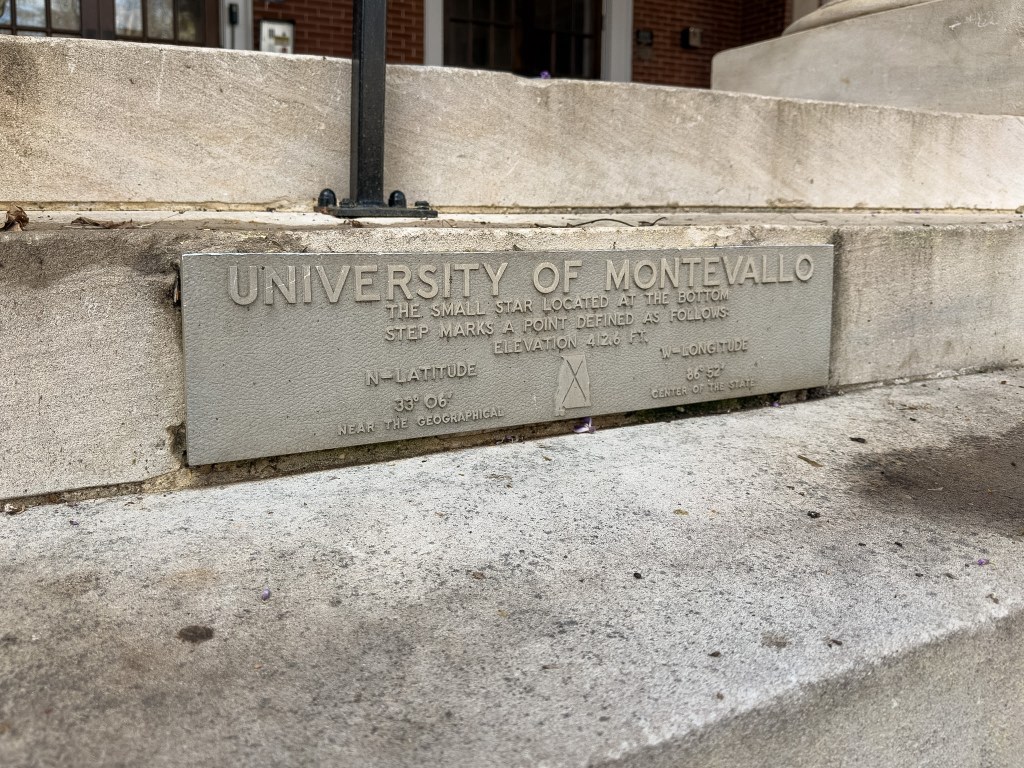 UNIVERSITY OF MONTEVALLO
THE SMALL STAR LOCATED AT THE BOTTOM
STEP MARKS A POINT DEFINED AS FOLLOWS:
ELEVATION 412.6 FT.
N-LATITUDE W-LONGITUDE
33° 06' 86° 52'
NEAR THE GEOGRAPHICAL CENTER OF THE STATE